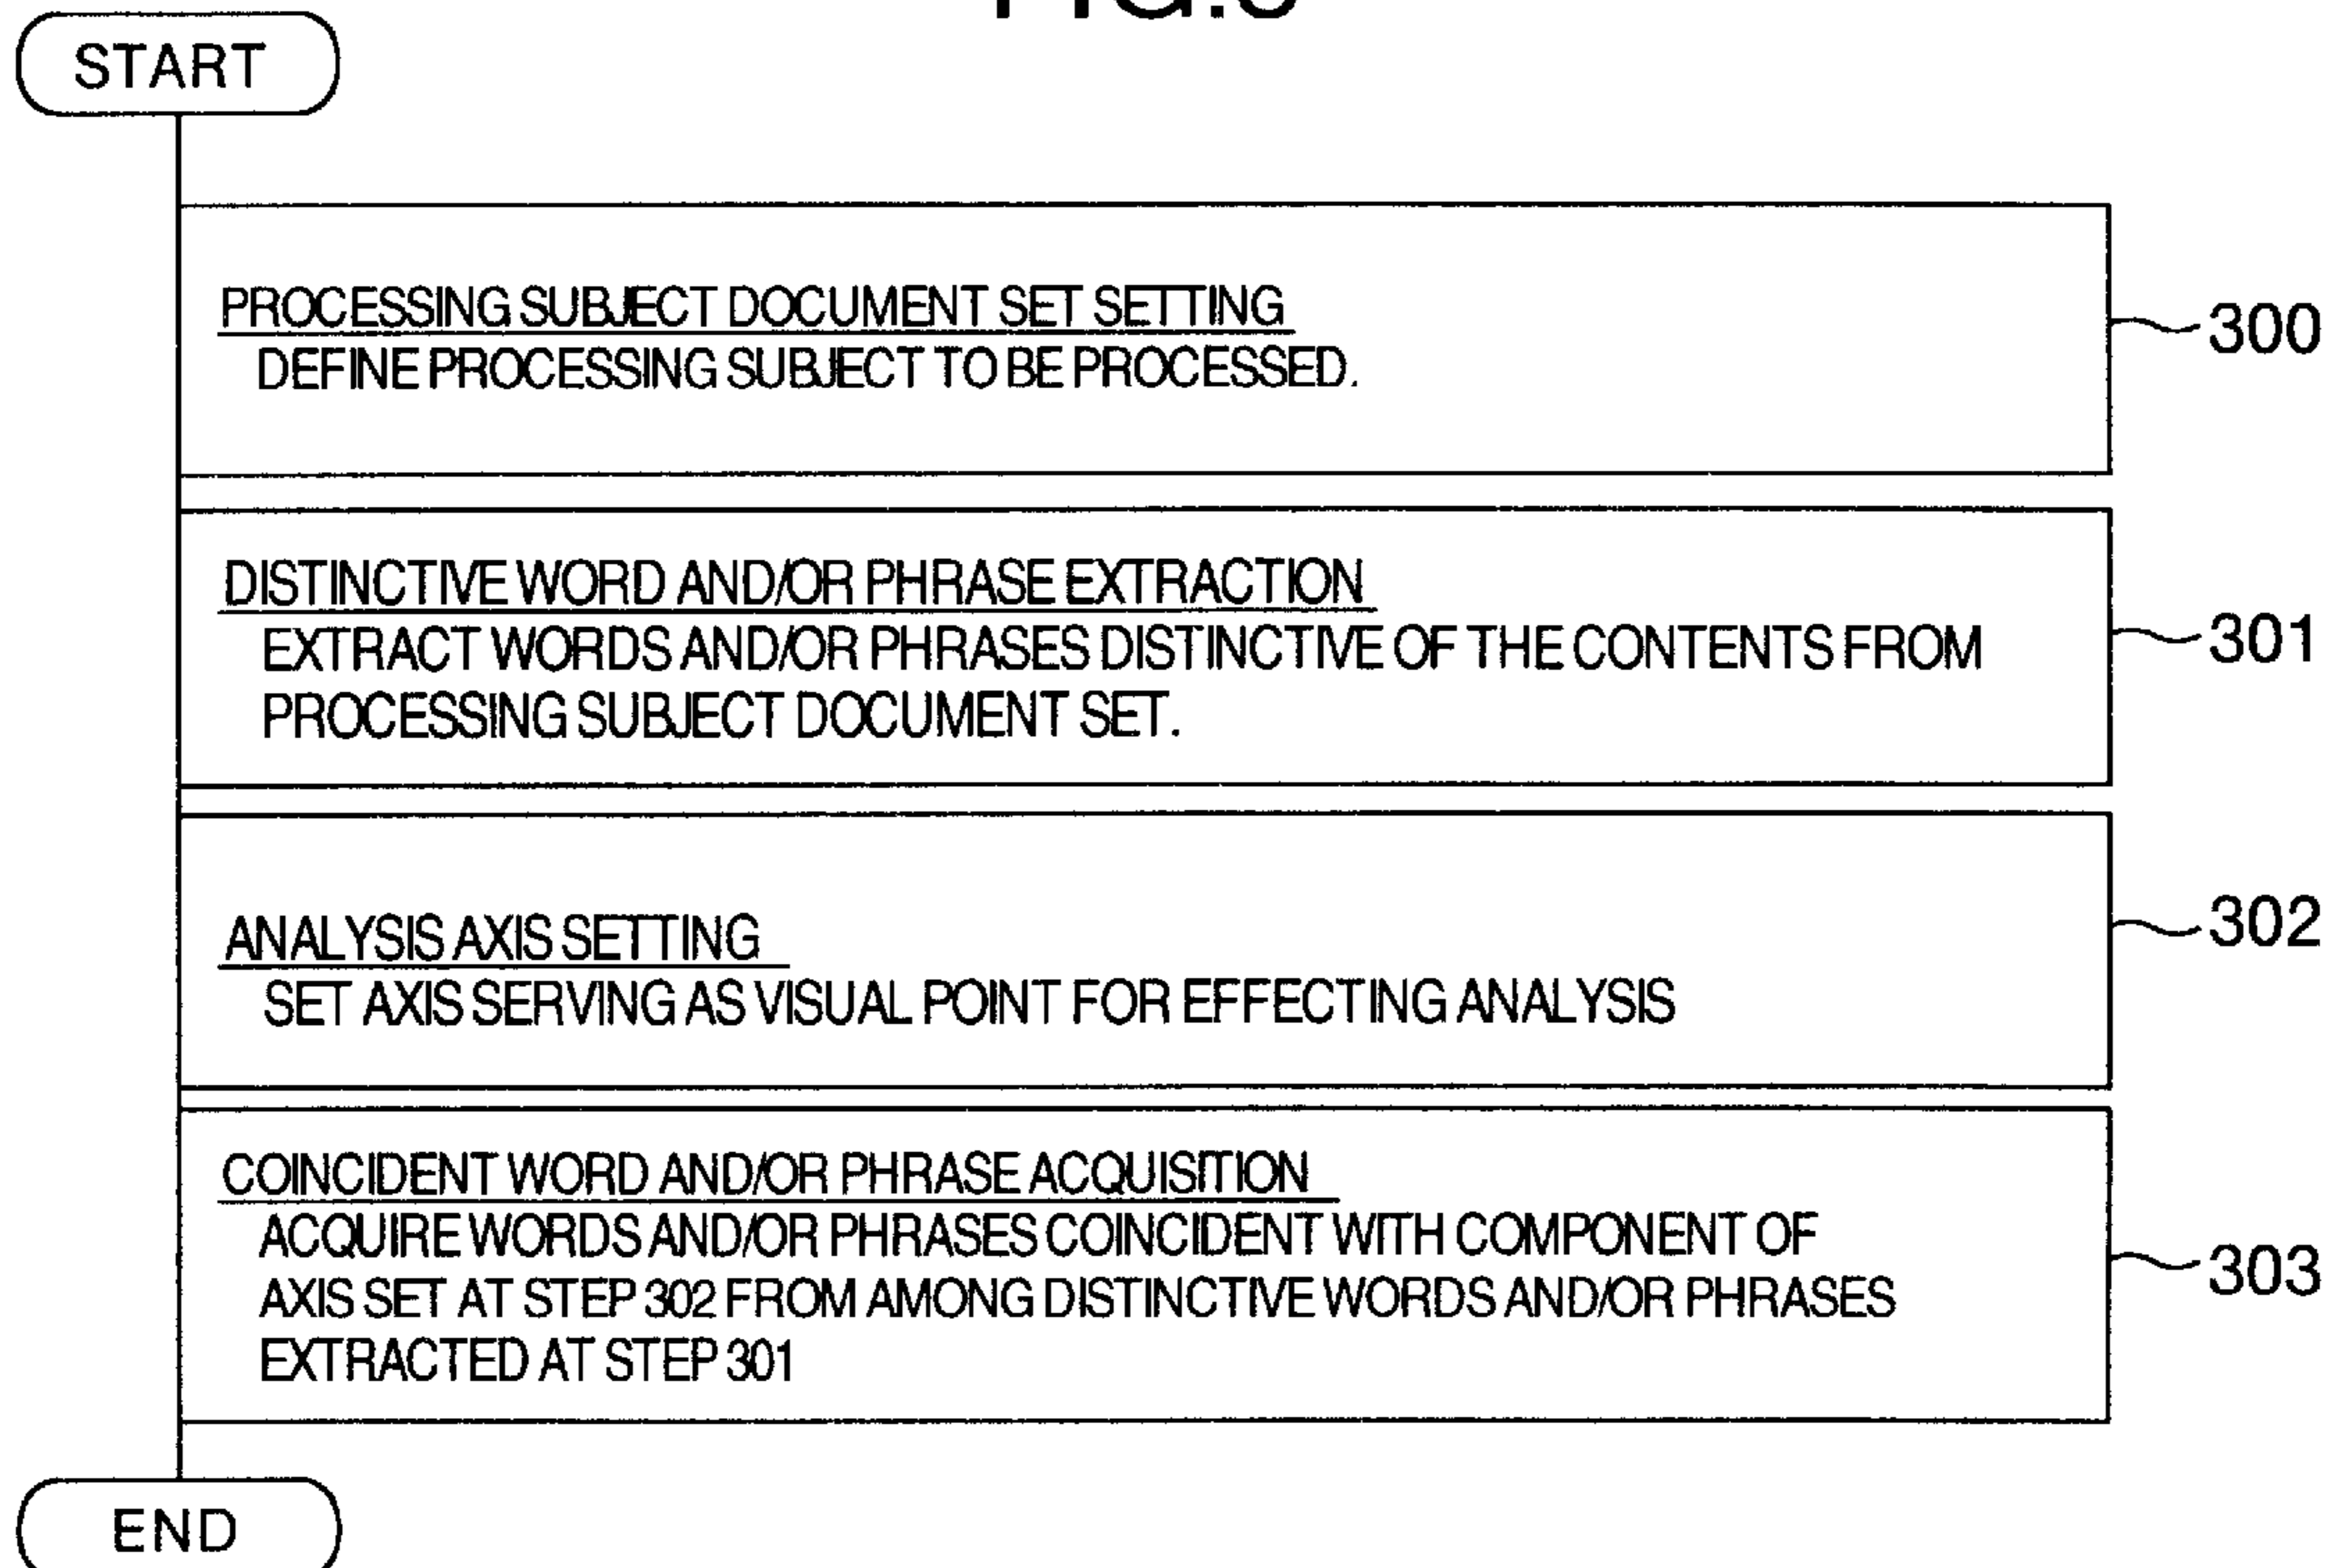 START
PROCESSING SUBJECT DOCUMENT SET SETTING
DEFINE PROCESSING SUBJECT TO BE PROCESSED.
300
DISTINCTIVE WORD AND/OR PHRASE EXTRACTION
EXTRACT WORDS AND/OR PHRASES DISTINCTIVE OF THE CONTENTS FROM
PROCESSING SUBJECT DOCUMENT SET.
301
ANALYSIS AXIS SETTING
SET AXIS SERVING AS VISUAL POINT FOR EFFECTING ANALYSIS
302
COINCIDENT WORD AND/OR PHRASE ACQUISITION
ACQUIRE WORDS AND/OR PHRASES COINCIDENT WITH COMPONENT OF
AXIS SET AT STEP 302 FROM AMONG DISTINCTIVE WORDS AND/OR PHRASES
EXTRACTED AT STEP 301
303
END